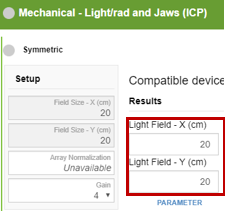 Mechanical - Light/rad and Jaws (ICP)
Symmetric
Setup
Field Size - X (cm)
20
Field Size - Y (cm)
20
Array Normalization
Unavailable
Gain
4
Compatible device
Results
Light Field - X (cm)
20
Light Field - Y (cm)
20
PARAMETER